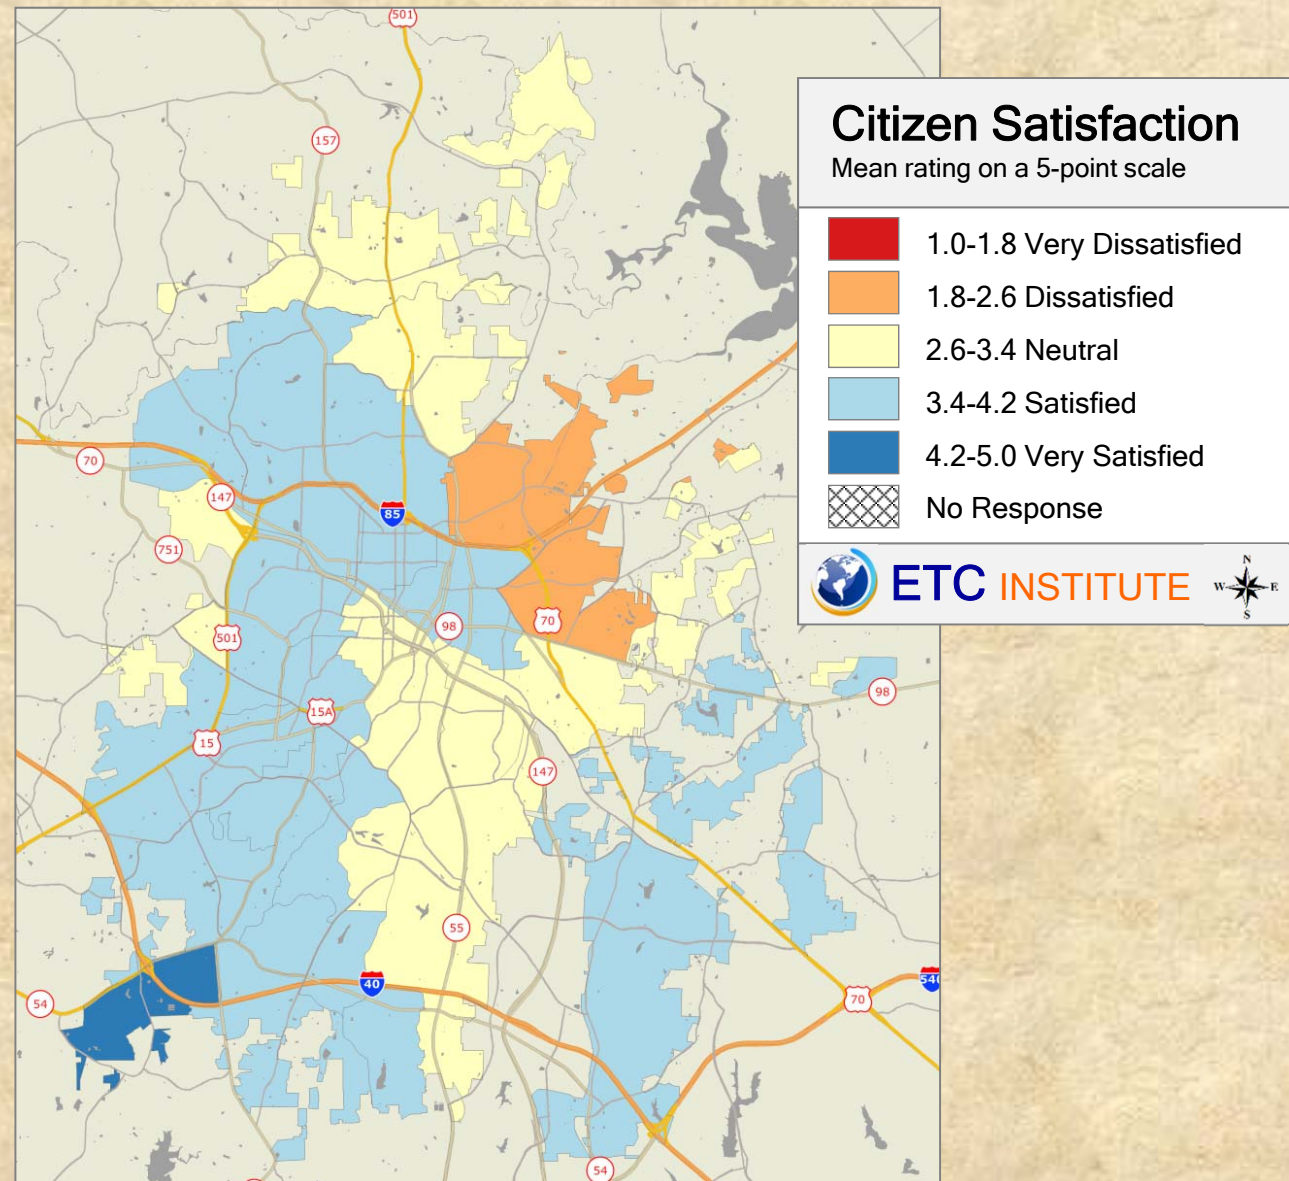 501
157
Citizen Satisfaction
Mean rating on a 5-point scale
1.0-1.8 Very Dissatisfied
1.8-2.6 Dissatisfied
2.6-3.4 Neutral
3.4-4.2 Satisfied
4.2-5.0 Very Satisfied
No Response
ETC INSTITUTE
N
W E
S
70
147
85
751
70
98
501
98
15A
15
147
55
40
540
70
54
54